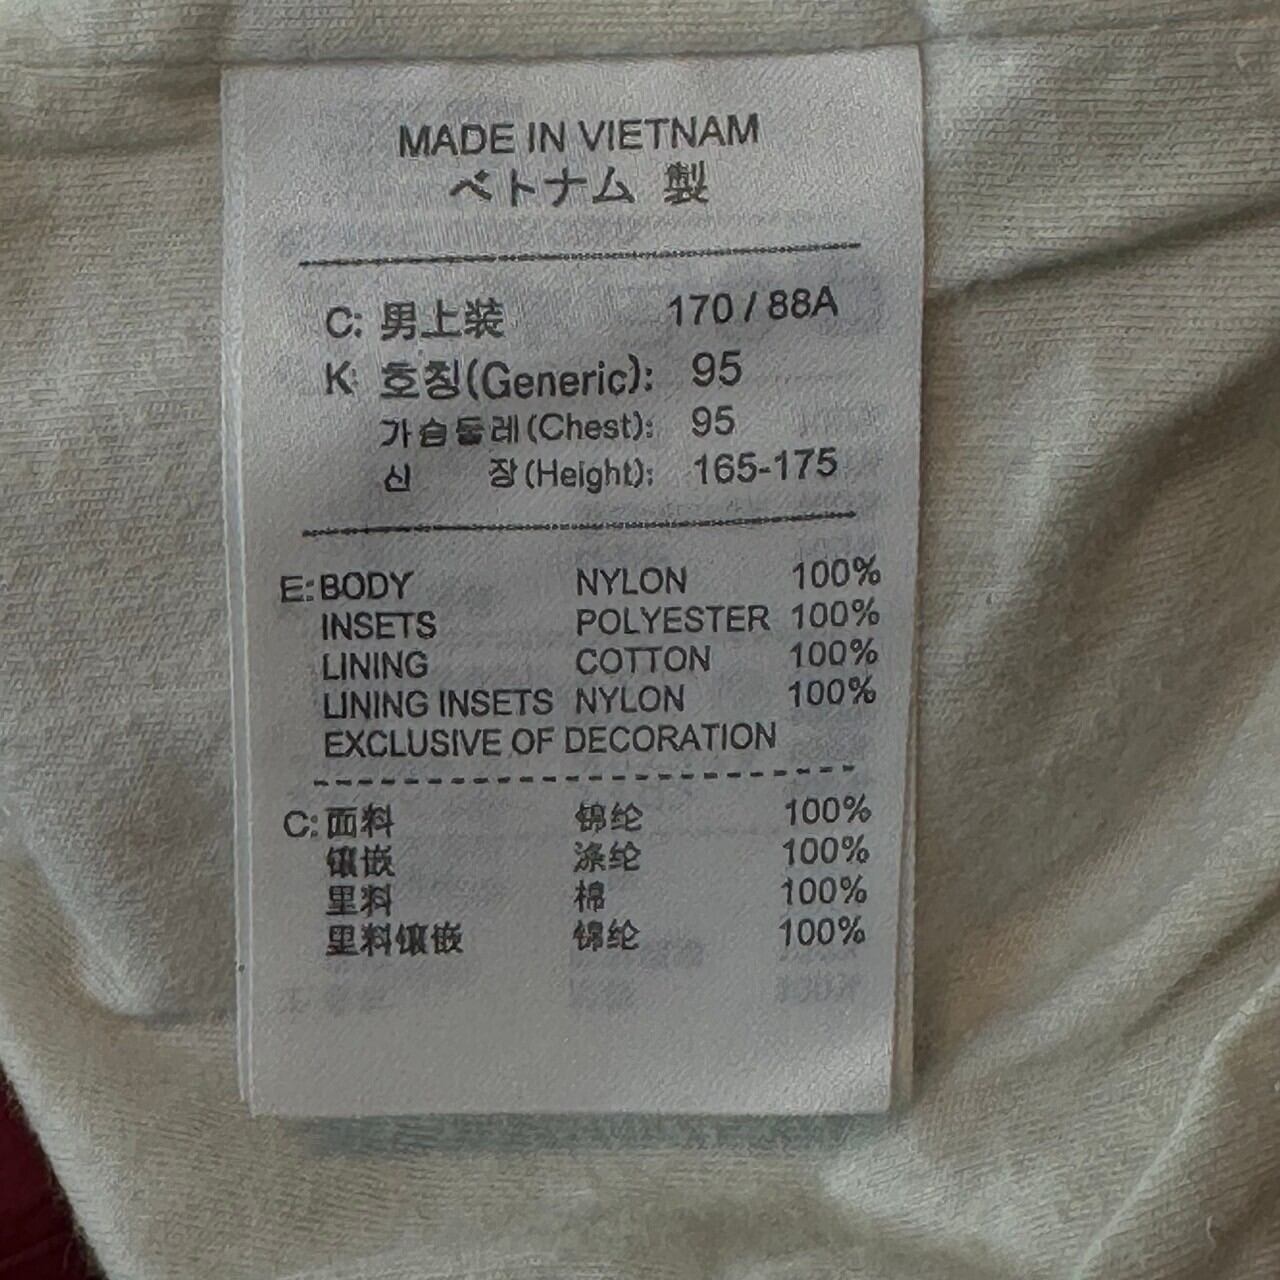 MADE IN VIETNAM
ベトナム 製
C: 男上装 170 / 88A
K: 호칭(Generic): 95
가슴둘레(Chest): 95
신 장(Height): 165-175
E: BODY NYLON 100%
INSETS POLYESTER 100%
LINING COTTON 100%
LINING INSETS NYLON 100%
EXCLUSIVE OF DECORATION
C: 面料 锦纶 100%
镶嵌 涤纶 100%
里料 棉 100%
里料镶嵌 锦纶 100%